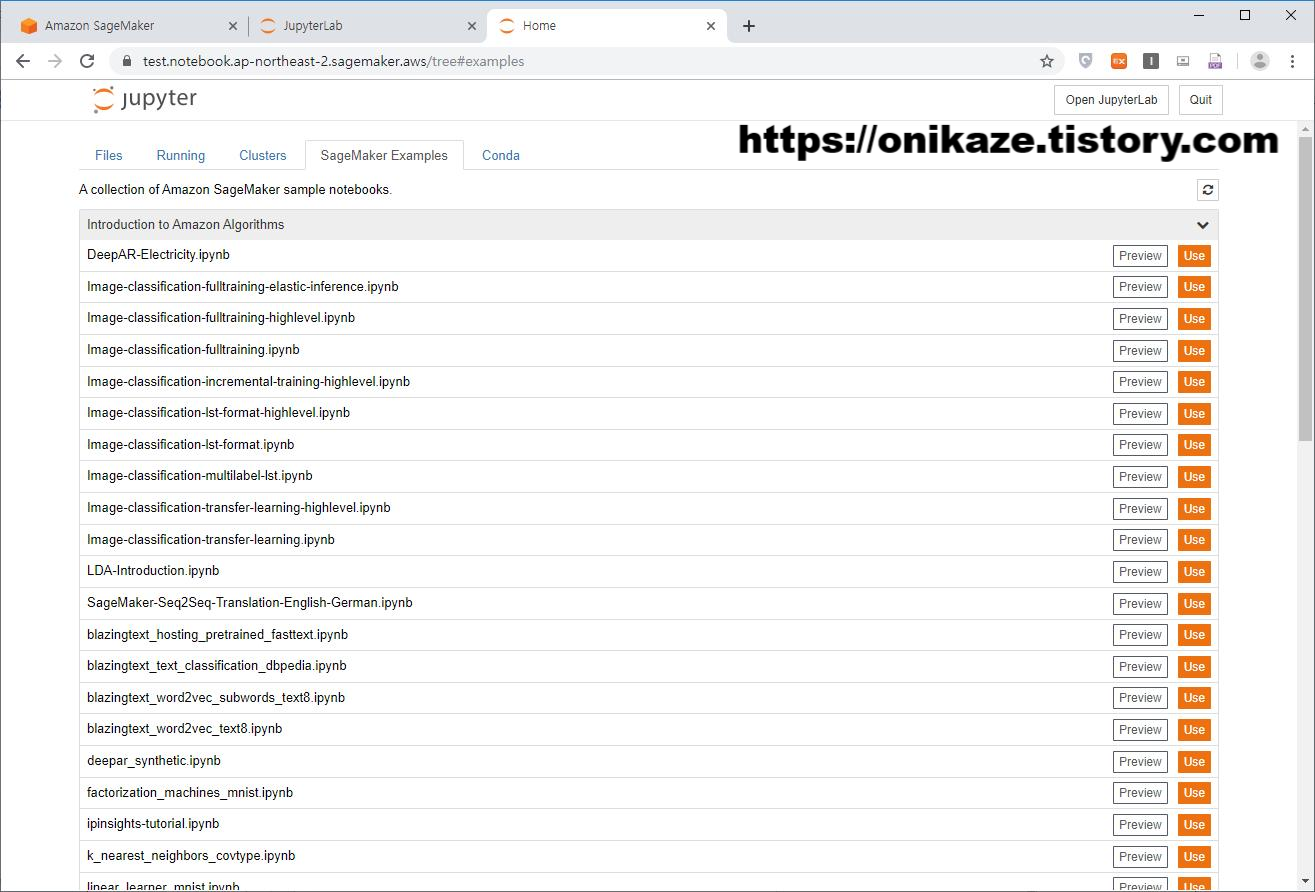 Amazon SageMaker
JupyterLab
Home
test.notebook.ap-northeast-2.sagemaker.aws/tree#examples
jupyter
Open JupyterLab
Quit
https://onikaze.tistory.com
Files
Running
Clusters
SageMaker Examples
Conda
A collection of Amazon SageMaker sample notebooks.
Introduction to Amazon Algorithms
DeepAR-Electricity.ipynb Preview Use
Image-classification-fulltraining-elastic-inference.ipynb Preview Use
Image-classification-fulltraining-highlevel.ipynb Preview Use
Image-classification-fulltraining.ipynb Preview Use
Image-classification-incremental-training-highlevel.ipynb Preview Use
Image-classification-lst-format-highlevel.ipynb Preview Use
Image-classification-lst-format.ipynb Preview Use
Image-classification-multilabel-lst.ipynb Preview Use
Image-classification-transfer-learning-highlevel.ipynb Preview Use
Image-classification-transfer-learning.ipynb Preview Use
LDA-Introduction.ipynb Preview Use
SageMaker-Seq2Seq-Translation-English-German.ipynb Preview Use
blazingtext_hosting_pretrained_fasttext.ipynb Preview Use
blazingtext_text_classification_dbpedia.ipynb Preview Use
blazingtext_word2vec_subwords_text8.ipynb Preview Use
blazingtext_word2vec_text8.ipynb Preview Use
deepar_synthetic.ipynb Preview Use
factorization_machines_mnist.ipynb Preview Use
ipinsights-tutorial.ipynb Preview Use
k_nearest_neighbors_covtype.ipynb Preview Use
linear_learner_mnist.ipynb Preview Use